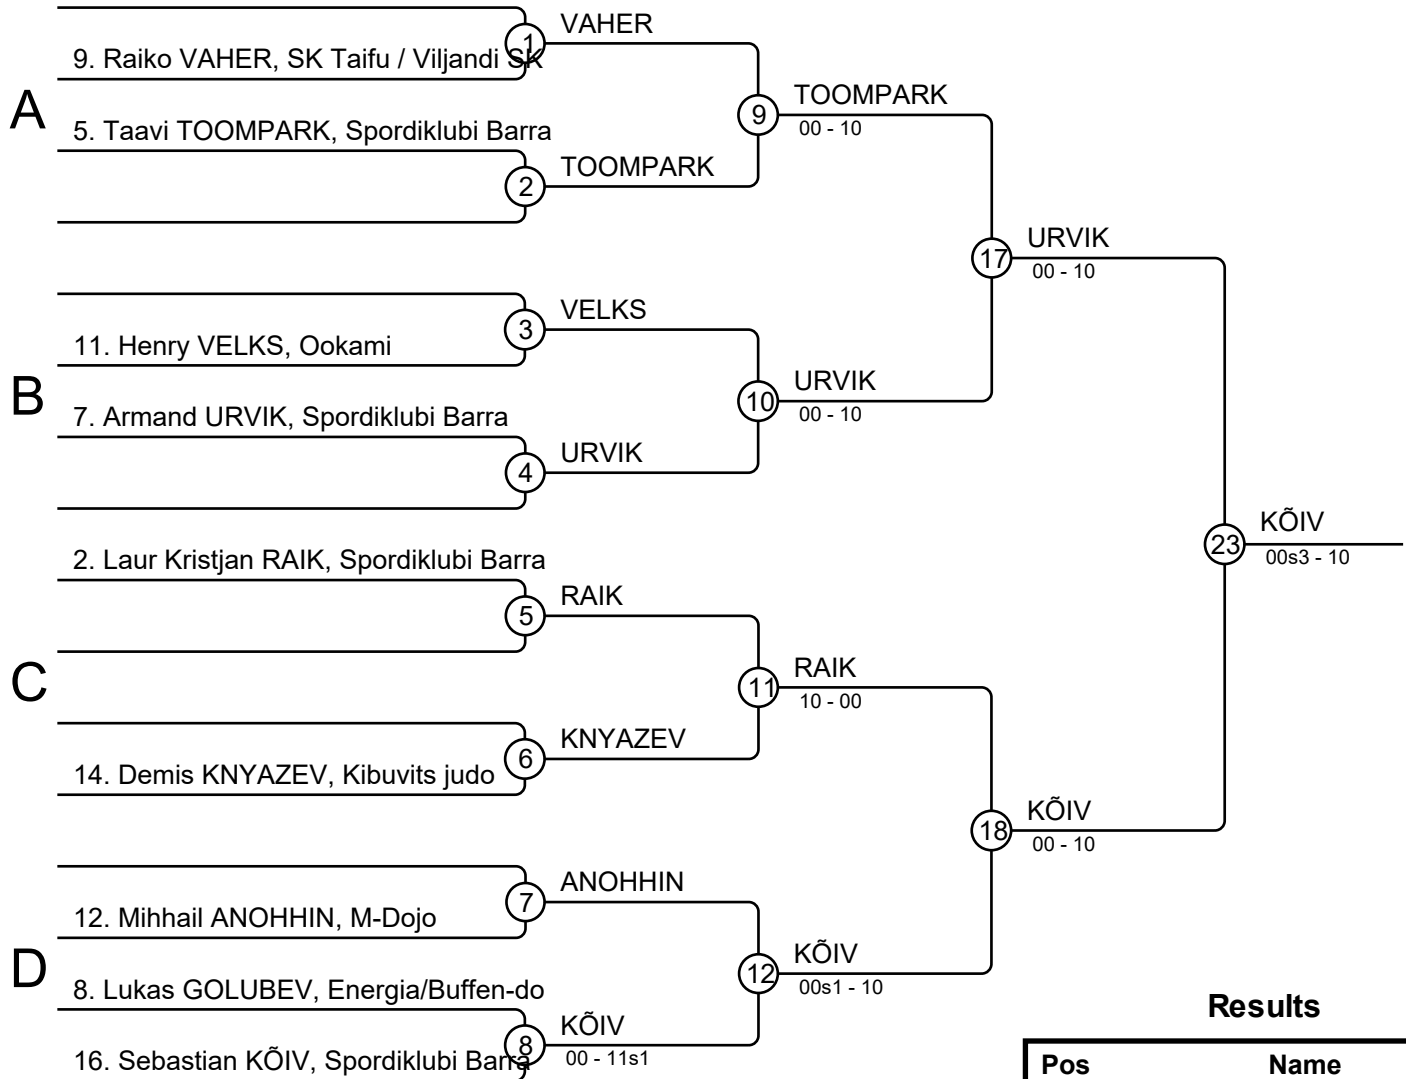 VAHER
1
9. Raiko VAHER, SK Taifu / Viljandi SK
TOOMPARK
A
9
00 - 10
5. Taavi TOOMPARK, Spordiklubi Barra
TOOMPARK
2
URVIK
17
00 - 10
VELKS
3
11. Henry VELKS, Ookami
URVIK
B
10
00 - 10
7. Armand URVIK, Spordiklubi Barra
URVIK
4
KÕIV
23
00s3 - 10
2. Laur Kristjan RAIK, Spordiklubi Barra
RAIK
5
RAIK
C
11
10 - 00
KNYAZEV
6
14. Demis KNYAZEV, Kibuvits judo
KÕIV
18
00 - 10
ANOHHIN
7
12. Mihhail ANOHHIN, M-Dojo
KÕIV
D
12
00s1 - 10
8. Lukas GOLUBEV, Energia/Buffen-do
KÕIV
8
00 - 11s1
16. Sebastian KÕIV, Spordiklubi Barra
Results
Pos Name